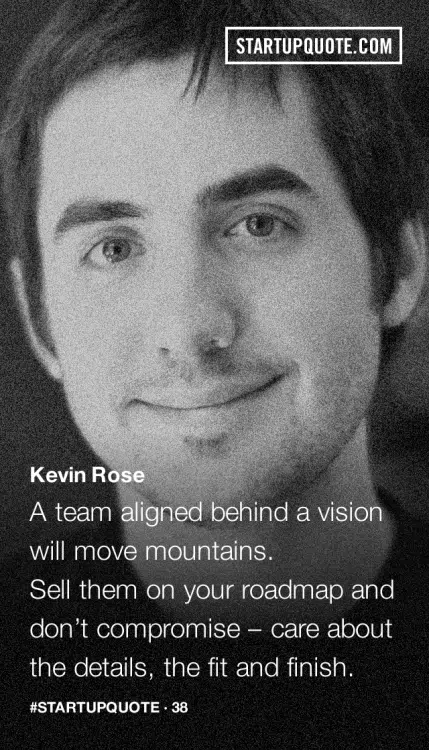 STARTUPQUOTE.COM
Kevin Rose
A team aligned behind a vision
will move mountains.
Sell them on your roadmap and
don't compromise – care about
the details, the fit and finish.
#STARTUPQUOTE · 38